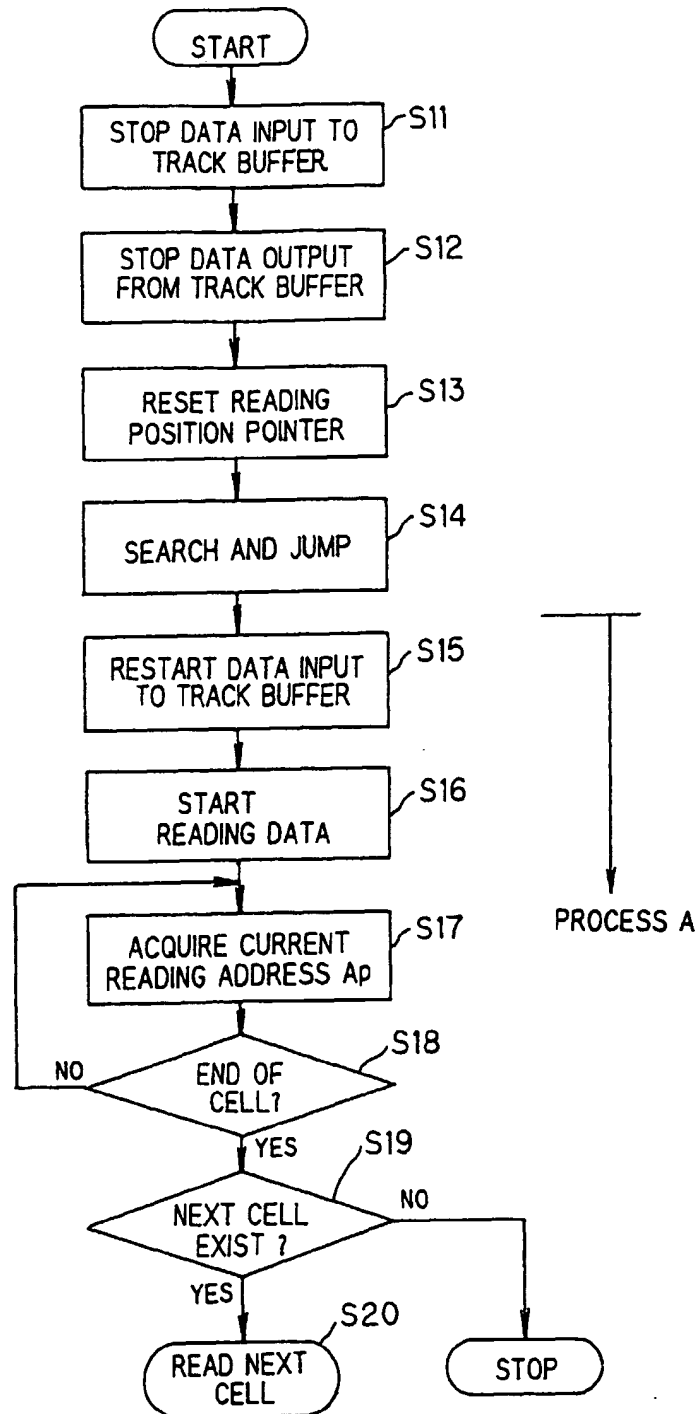 START
S11
STOP DATA INPUT TO
TRACK BUFFER
S12
STOP DATA OUTPUT
FROM TRACK BUFFER
S13
RESET READING
POSITION POINTER
S14
SEARCH AND JUMP
S15
RESTART DATA INPUT
TO TRACK BUFFER
S16
START
READING DATA
PROCESS A
S17
ACQUIRE CURRENT
READING ADDRESS Ap
S18
NO
END OF
CELL?
YES
S19
NO
NEXT CELL
EXIST ?
YES
S20
READ NEXT
CELL
STOP